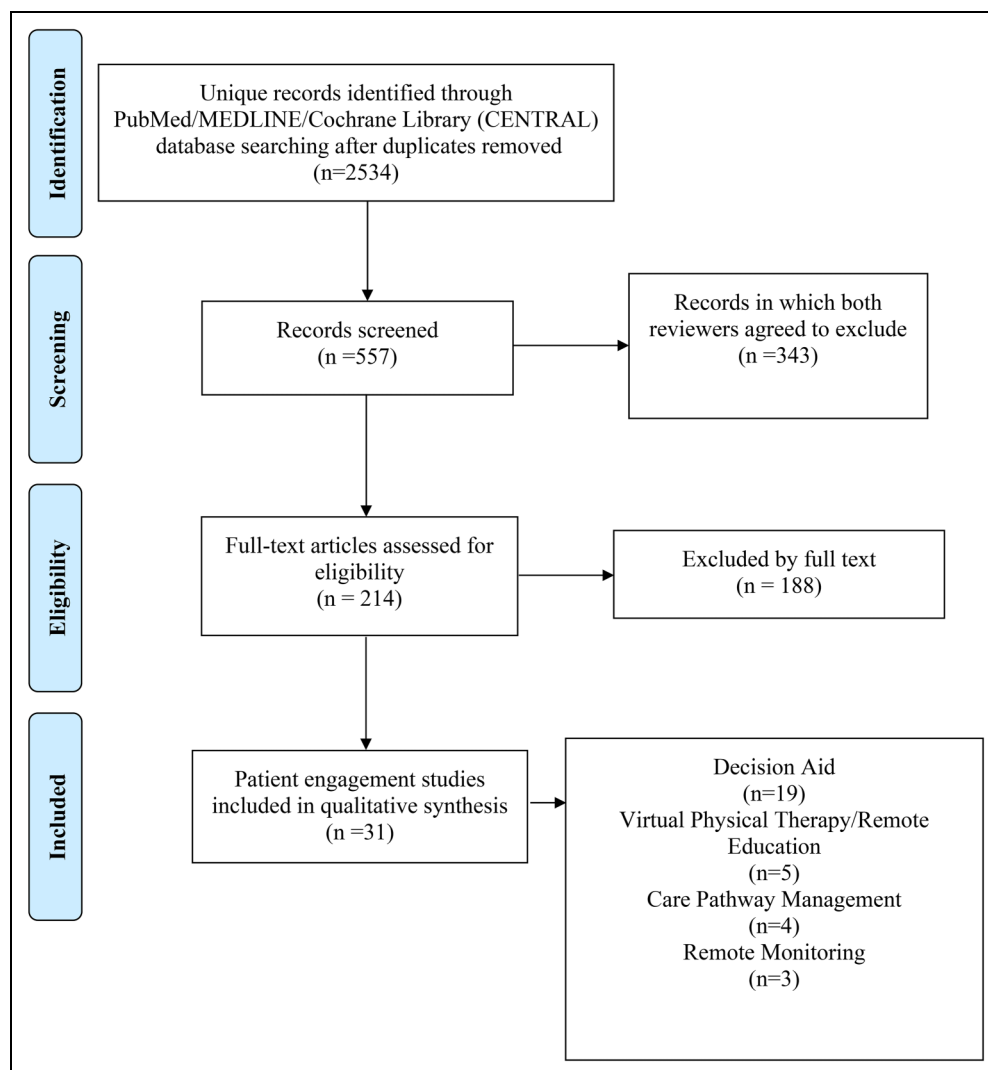 Identification
Unique records identified through
PubMed/MEDLINE/Cochrane Library (CENTRAL)
database searching after duplicates removed
(n=2534)
Screening
Records screened
(n =557)
Records in which both
reviewers agreed to exclude
(n =343)
Eligibility
Full-text articles assessed for
eligibility
(n = 214)
Excluded by full text
(n = 188)
Included
Patient engagement studies
included in qualitative synthesis
(n =31)
Decision Aid
(n=19)
Virtual Physical Therapy/Remote
Education
(n=5)
Care Pathway Management
(n=4)
Remote Monitoring
(n=3)